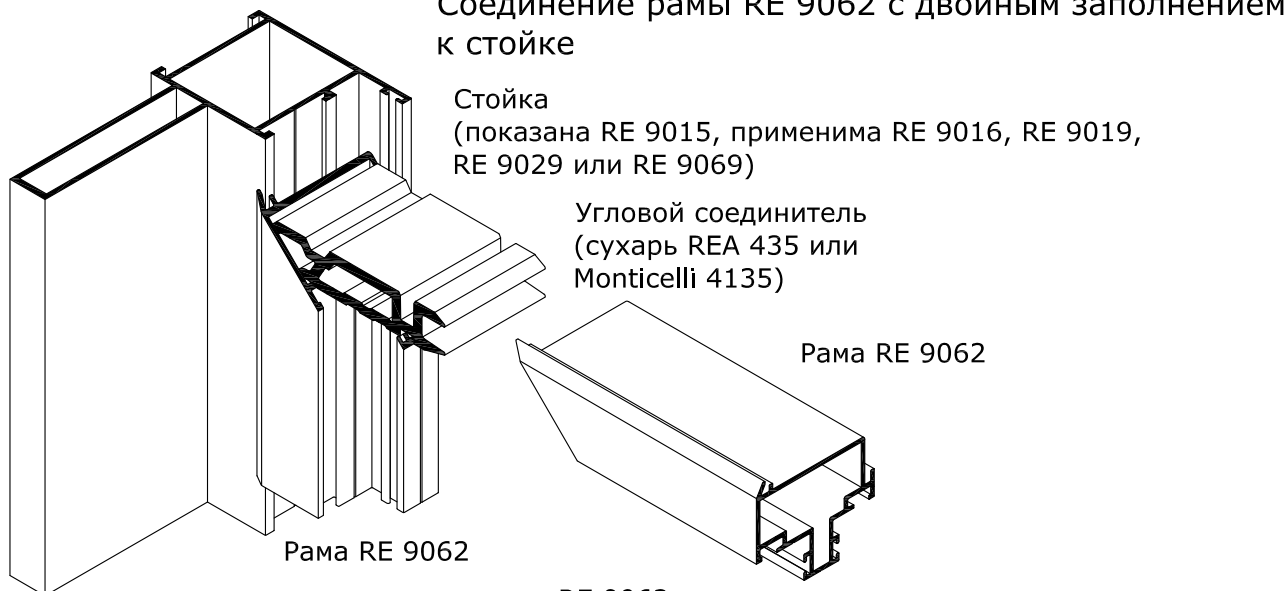 Соединение рамы RE 9062 с двойным заполнением
к стойке
Стойка
(показана RE 9015, применима RE 9016, RE 9019,
RE 9029 или RE 9069)
Угловой соединитель
(сухарь REA 435 или
Monticelli 4135)
Рама RE 9062
Рама RE 9062